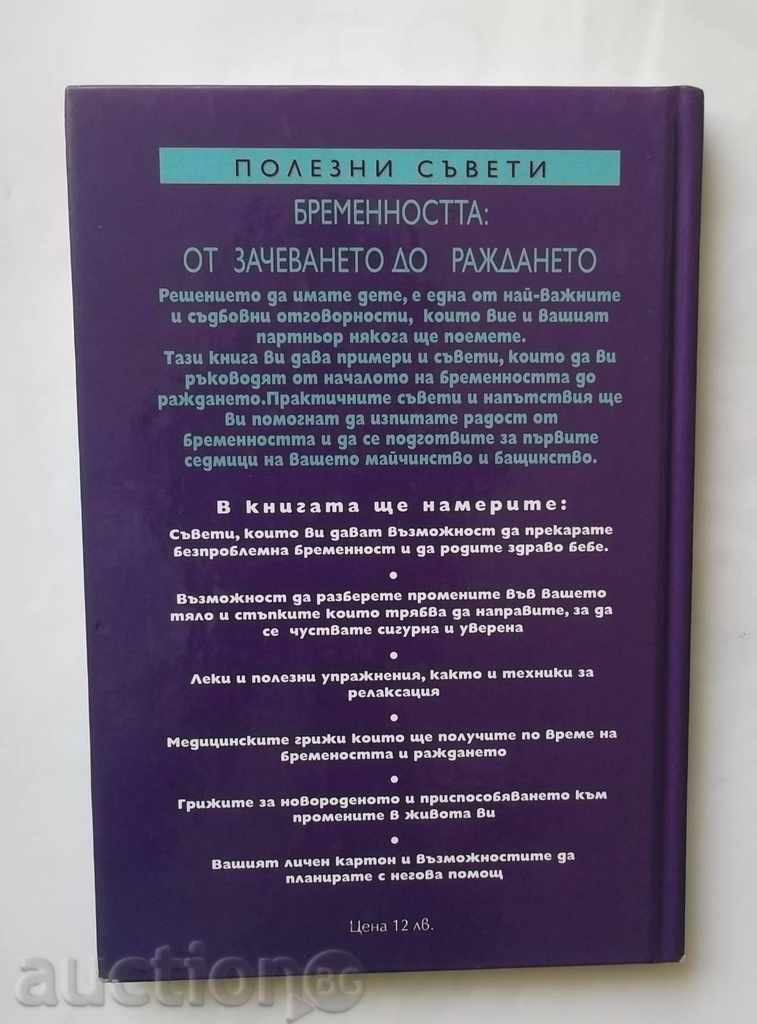 ПОЛЕЗНИ СЪВЕТИ
БРЕМЕННОСТТА:
ОТ ЗАЧЕВАНЕТО ДО РАЖДАНЕТО
Решението да имате дете, е една от най-важните
и съдбовни отговорности, които вие и вашият
партньор някога ще поемете.
Тази книга ви дава примери и съвети, които да ви
ръководят от началото на бременността до
раждането.Практичните съвети и напътствия ще
ви помогнат да изпитате радост от
бременността и да се подготвите за първите
седмици на вашето майчинство и бащинство.
В книгата ще намерите:
Съвети, които ви дават възможност да прекарате
безпроблемна бременност и да родите здраво бебе.
•
Възможност да разберете промените във вашето
тяло и стъпките които трябва да направите, за да
се чуствате сигурна и уверена
•
Леки и полезни упражнения, както и техники за
релаксация
•
Медицинските грижи които ще получите по време на
бремеността и раждането
•
Грижите за новороденото и приспособяването към
промените в живота ви
•
Вашият личен картон и възможностите да
планирате с негова помощ
Цена 12 лв.
auction BG